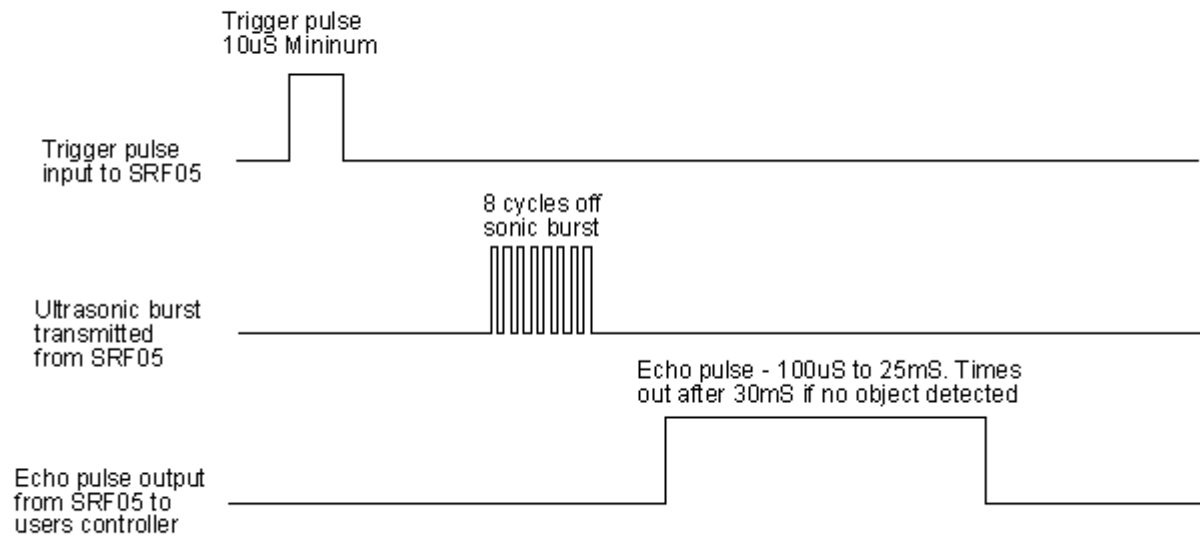 Trigger pulse
10uS Mininum
Trigger pulse
input to SRF05
8 cycles off
sonic burst
Ultrasonic burst
transmitted
from SRF05
Echo pulse - 100uS to 25mS. Times
out after 30mS if no object detected
Echo pulse output
from SRF05 to
users controller